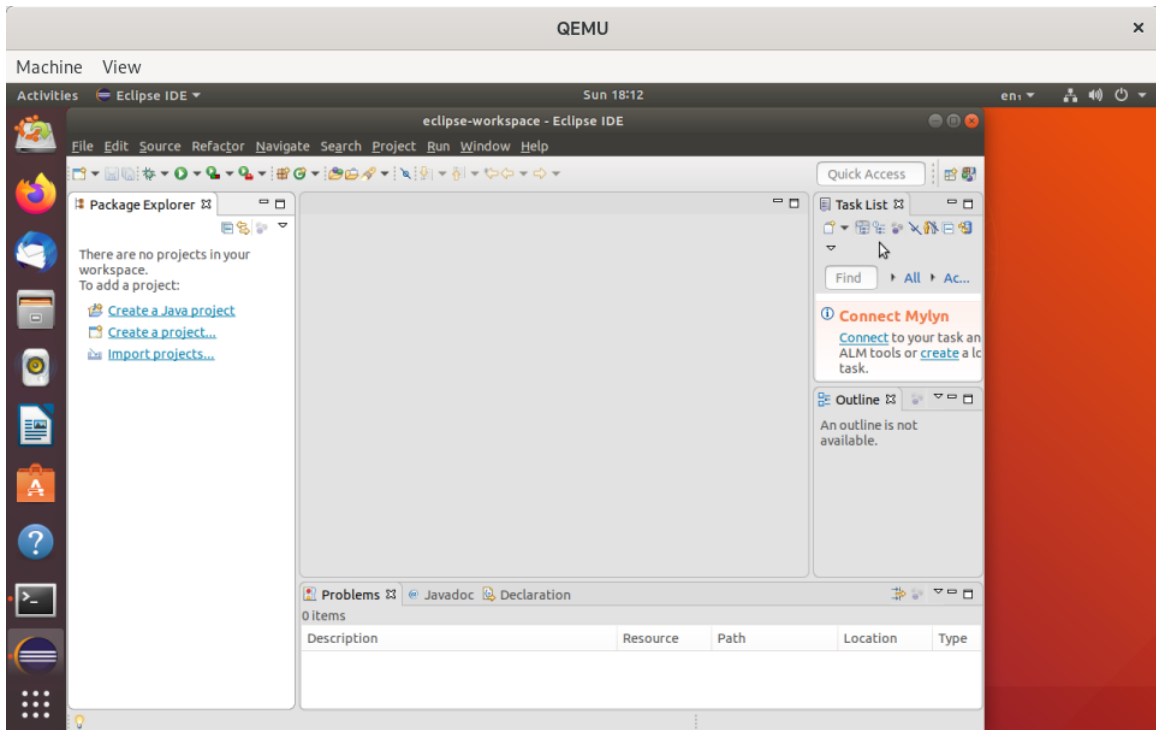 QEMU
Machine View
Activities Eclipse IDE Sun 18:12 en₁
eclipse-workspace - Eclipse IDE
File Edit Source Refactor Navigate Search Project Run Window Help
Quick Access
Package Explorer
There are no projects in your
workspace.
To add a project:
Create a Java project
Create a project...
Import projects...
Task List
Find All Ac...
Connect Mylyn
Connect to your task an
ALM tools or create a lc
task.
Outline
An outline is not
available.
Problems Javadoc Declaration
0 items
Description Resource Path Location Type